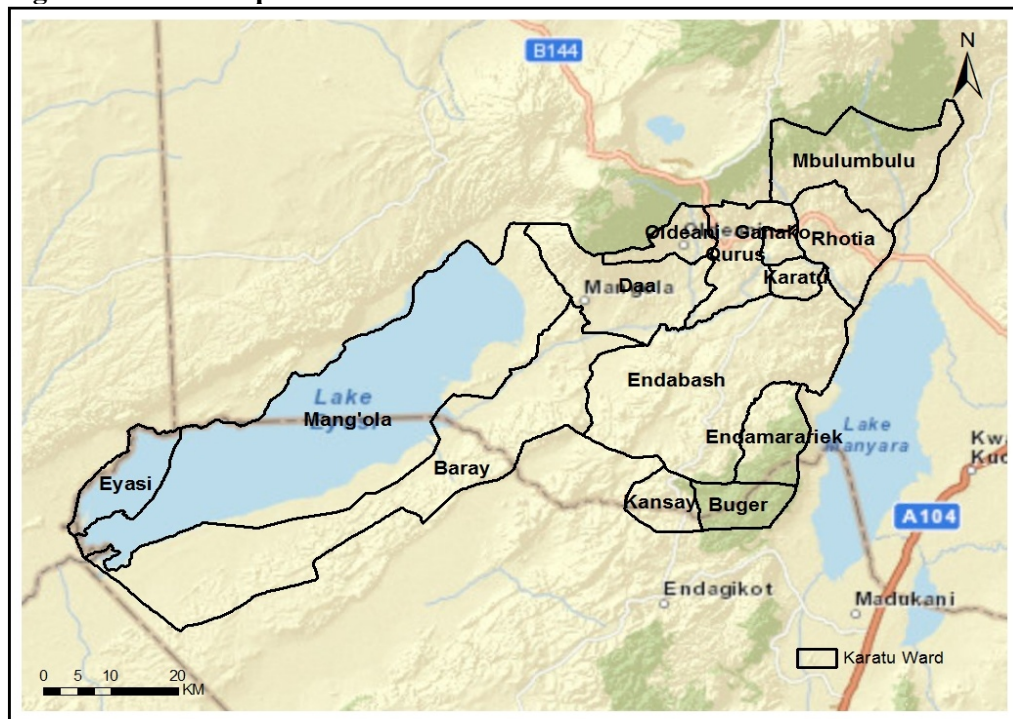 N
B144
Mbulumbulu
Oldeani
Ganako
Rhotia
Qurus
Karatu
Daa
Mangola
Endabash
Lake
Mang'ola
Endamarariek
Lake
Manyara
Baray
Eyasi
Kansay
Buger
A104
Endagikot
Madukani
Karatu Ward
0 5 10 20
KM